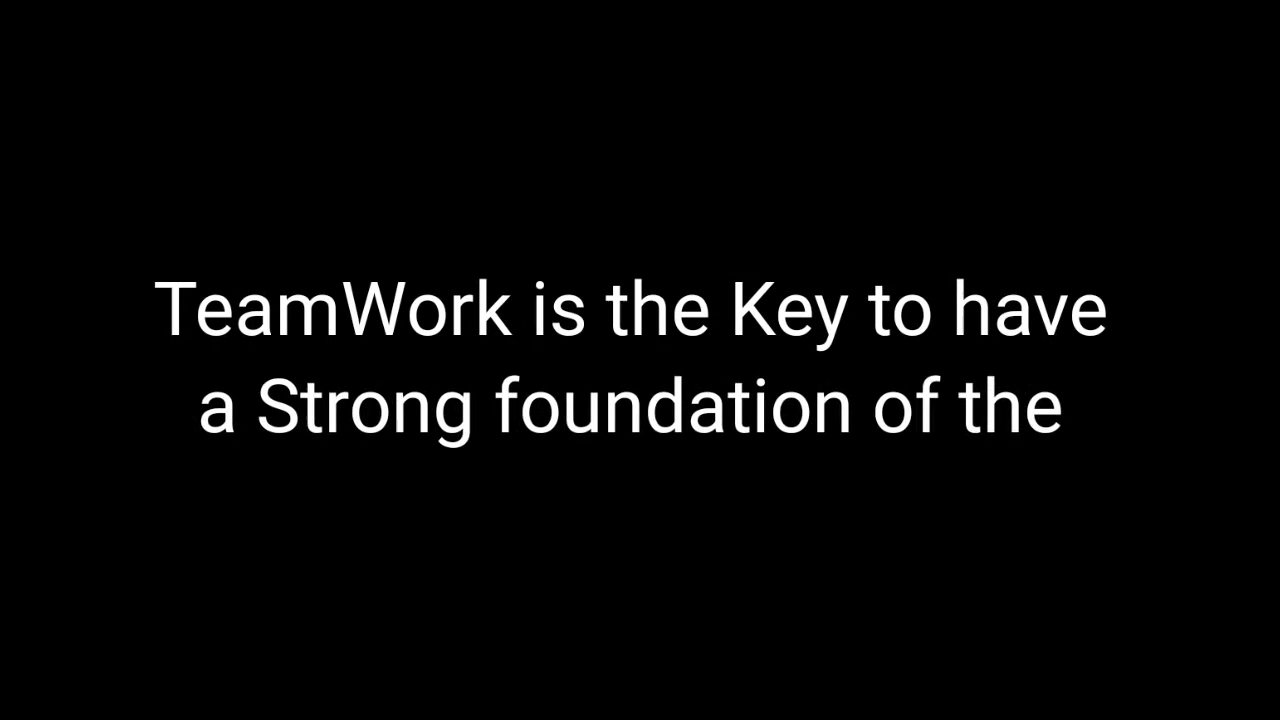 TeamWork is the Key to have
a Strong foundation of the